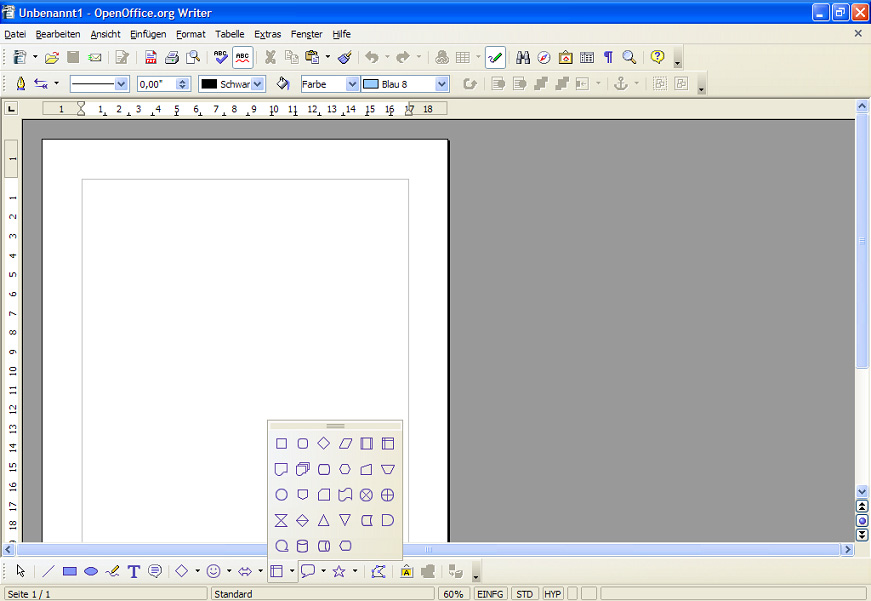 Unbenannt1 - OpenOffice.org Writer
Datei Bearbeiten Ansicht Einfügen Format Tabelle Extras Fenster Hilfe
ABC ABC
0,00" Schwar Farbe Blau 8
1 1 2 3 4 5 6 7 8 9 10 11 12 13 14 15 16 17 18
1
1
2
3
4
5
6
7
8
9
10
11
12
13
14
15
16
17
18
T A
Seite 1 / 1 Standard 60% EINFG STD HYP